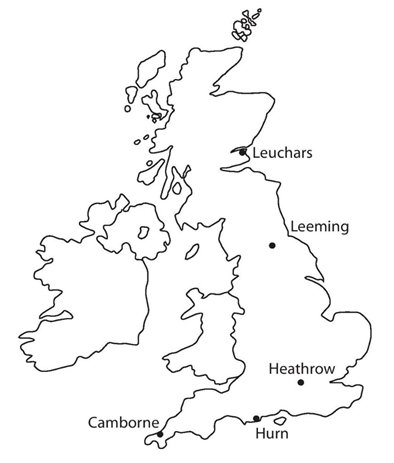 Leuchars
Leeming
Heathrow
Camborne
Hurn